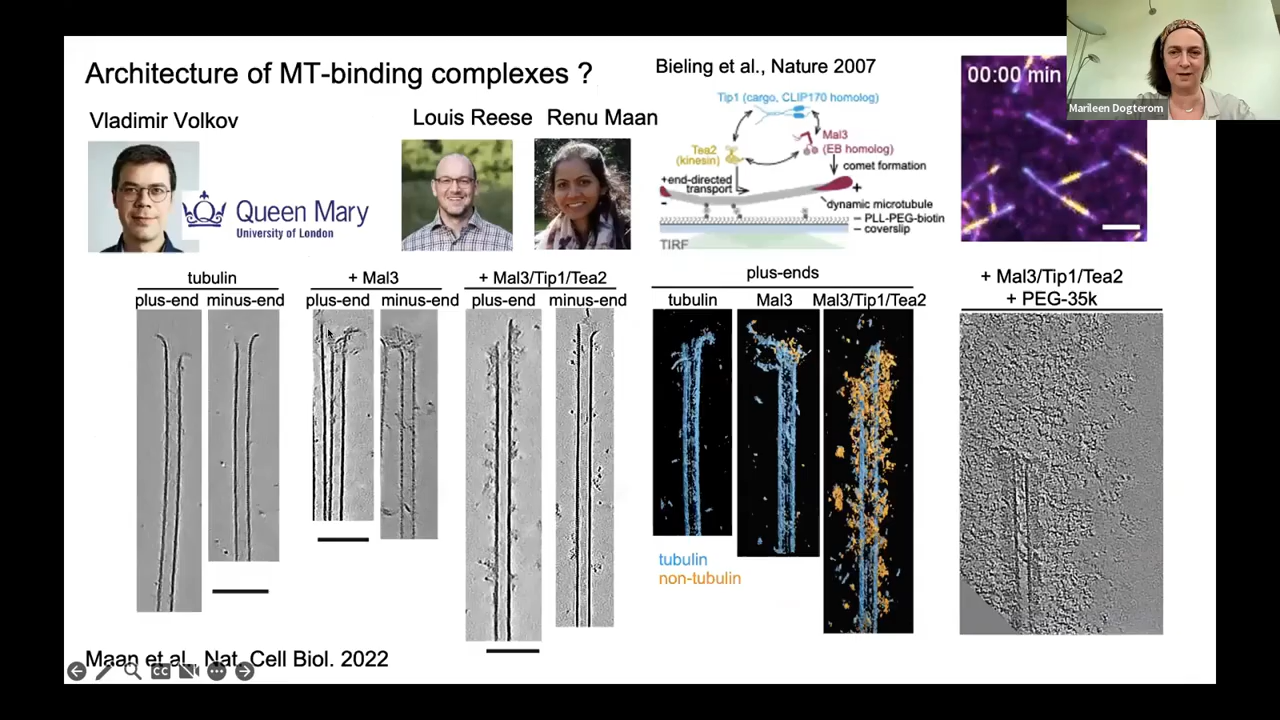 Architecture of MT-binding complexes ?
Vladimir Volkov
Queen Mary
University of London
Louis Reese
Renu Maan
Bieling et al., Nature 2007
Tip1 (cargo, CLIP170 homolog)
Tea2
(kinesin)
Mal3
(EB homolog)
comet formation
+end-directed
transport
+
-
dynamic microtubule
PLL-PEG-biotin
coverslip
TIRF
00:00 min
Marileen Dogterom
tubulin
plus-end minus-end
+ Mal3
plus-end minus-end
+ Mal3/Tip1/Tea2
plus-end minus-end
plus-ends
tubulin Mal3 Mal3/Tip1/Tea2
tubulin
non-tubulin
+ Mal3/Tip1/Tea2
+ PEG-35k
Maan et al., Nat. Cell Biol. 2022
CC